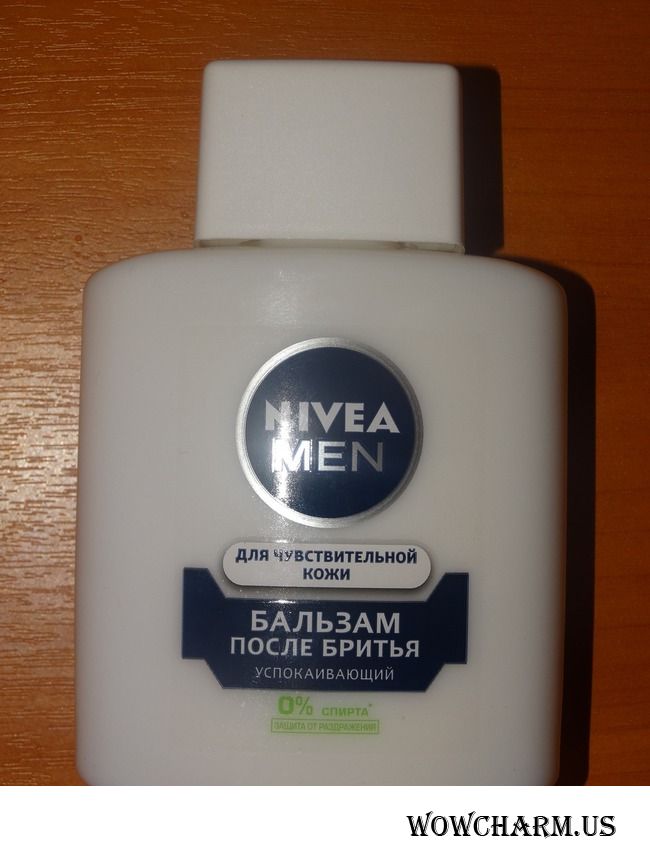 NIVEA
MEN
ДЛЯ ЧУВСТВИТЕЛЬНОЙ
КОЖИ
БАЛЬЗАМ
ПОСЛЕ БРИТЬЯ
УСПОКАИВАЮЩИЙ
0% СПИРТА*
ЗАЩИТА ОТ РАЗДРАЖЕНИЯ
WOWCHARM.US